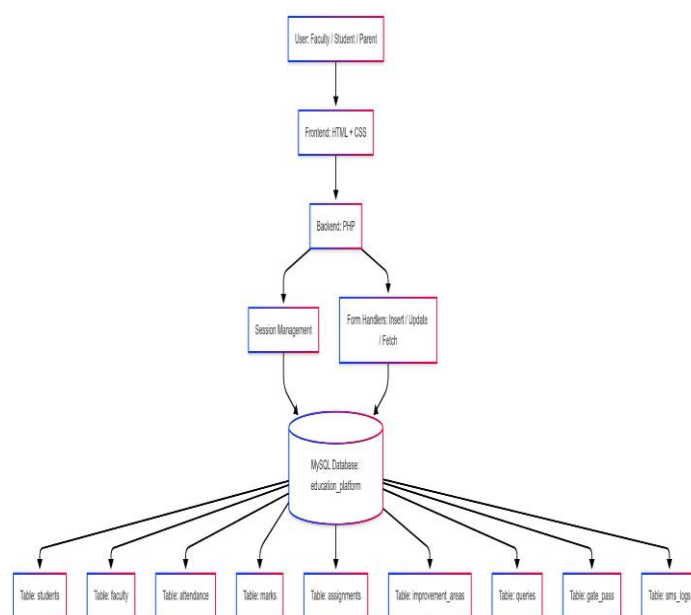 User: Faculty / Student / Parent
Frontend: HTML + CSS
Backend: PHP
Session Management
Form Handlers: Insert / Update
/ Fetch
MySQL Database:
education_platform
Table: students
Table: faculty
Table: attendance
Table: marks
Table: assignments
Table: improvement_areas
Table: queries
Table: gate_pass
Table: sms_logs